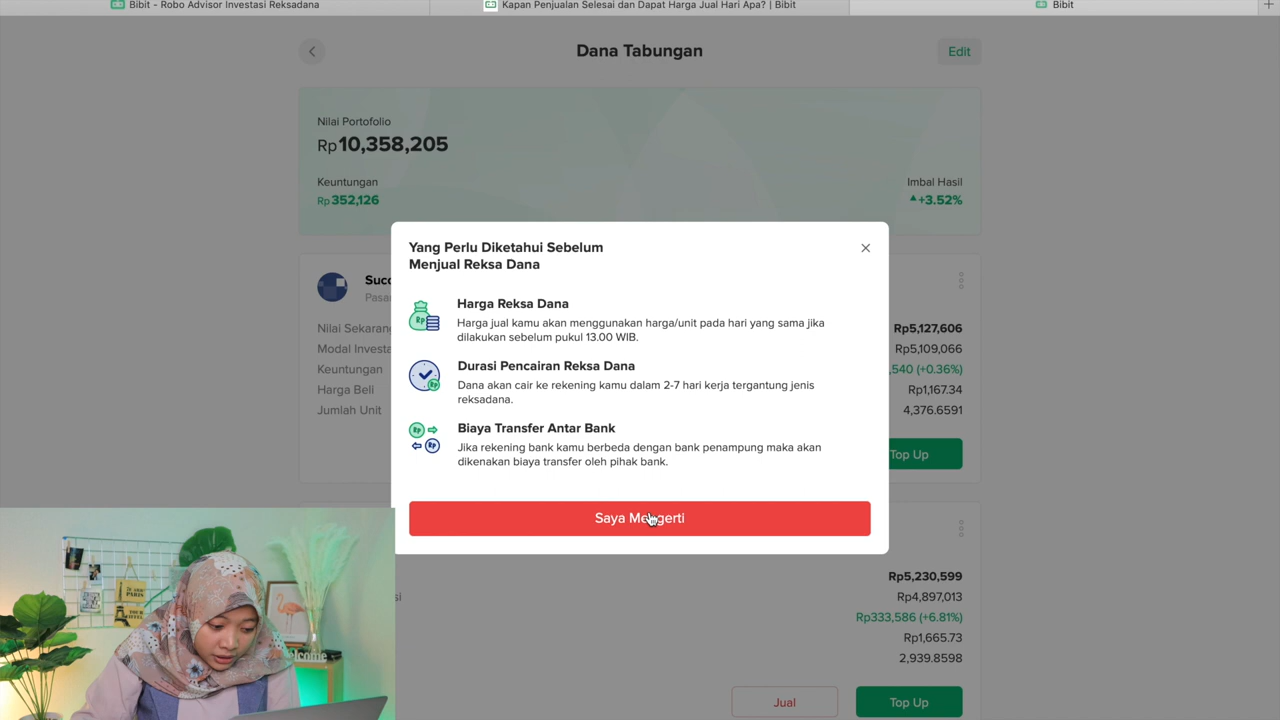 Bibit - Robo Advisor Investasi Reksadana
Kapan Penjualan Selesai dan Dapat Harga Jual Hari Apa? | Bibit
Bibit
Dana Tabungan
Edit
Nilai Portofolio
Rp10,358,205
Keuntungan
Imbal Hasil
Rp352,126
+3.52%
Yang Perlu Diketahui Sebelum
Menjual Reksa Dana
Harga Reksa Dana
Harga jual kamu akan menggunakan harga/unit pada hari yang sama jika
dilakukan sebelum pukul 13.00 WIB.
Durasi Pencairan Reksa Dana
Dana akan cair ke rekening kamu dalam 2-7 hari kerja tergantung jenis
reksadana.
Biaya Transfer Antar Bank
Jika rekening bank kamu berbeda dengan bank penampung maka akan
dikenakan biaya transfer oleh pihak bank.
Saya Mengerti
Nilai Sekaran
Rp5,127,606
Modal Investa
Rp5,109,066
Keuntungan
,540 (+0.36%)
Harga Beli
Rp1,167.34
Jumlah Unit
4,376.6591
Top Up
Rp5,230,599
Rp4,897,013
Rp333,586 (+6.81%)
Rp1,665.73
2,939.8598
Jual
Top Up